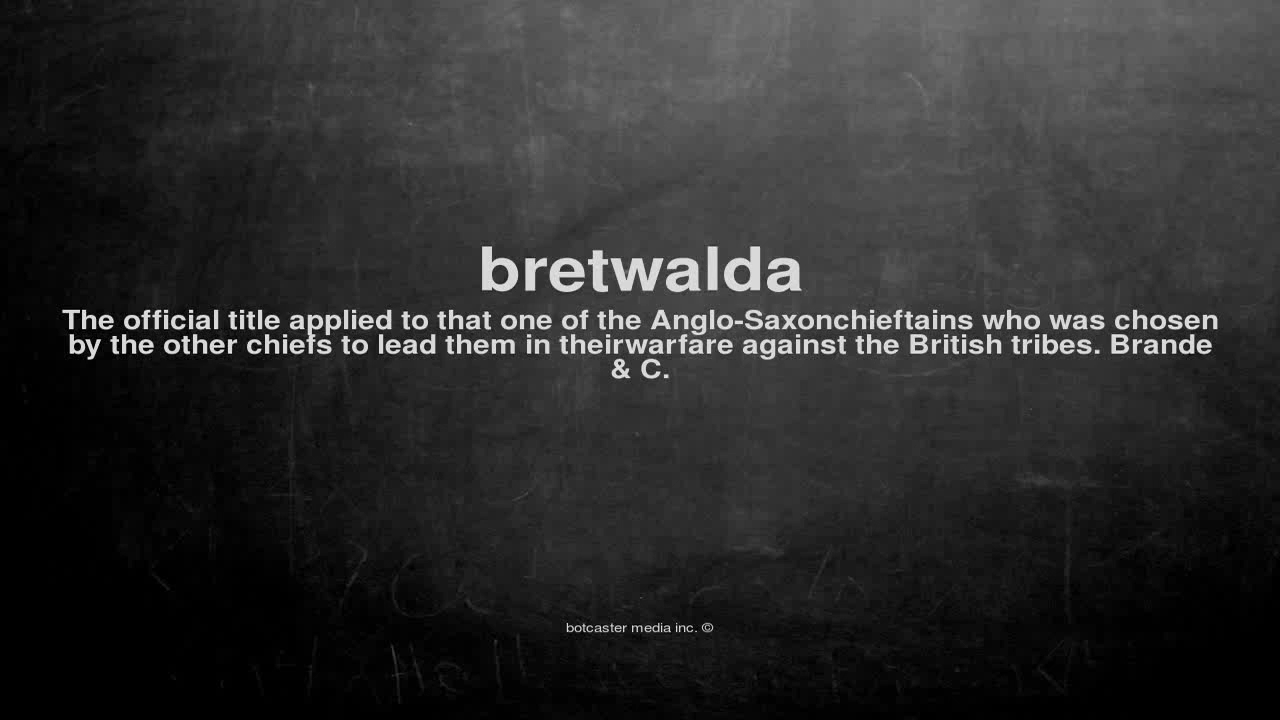 bretwalda
The official title applied to that one of the Anglo-Saxonchieftains who was chosen
by the other chiefs to lead them in theirwarfare against the British tribes. Brande
& C.
botcaster media inc. ©